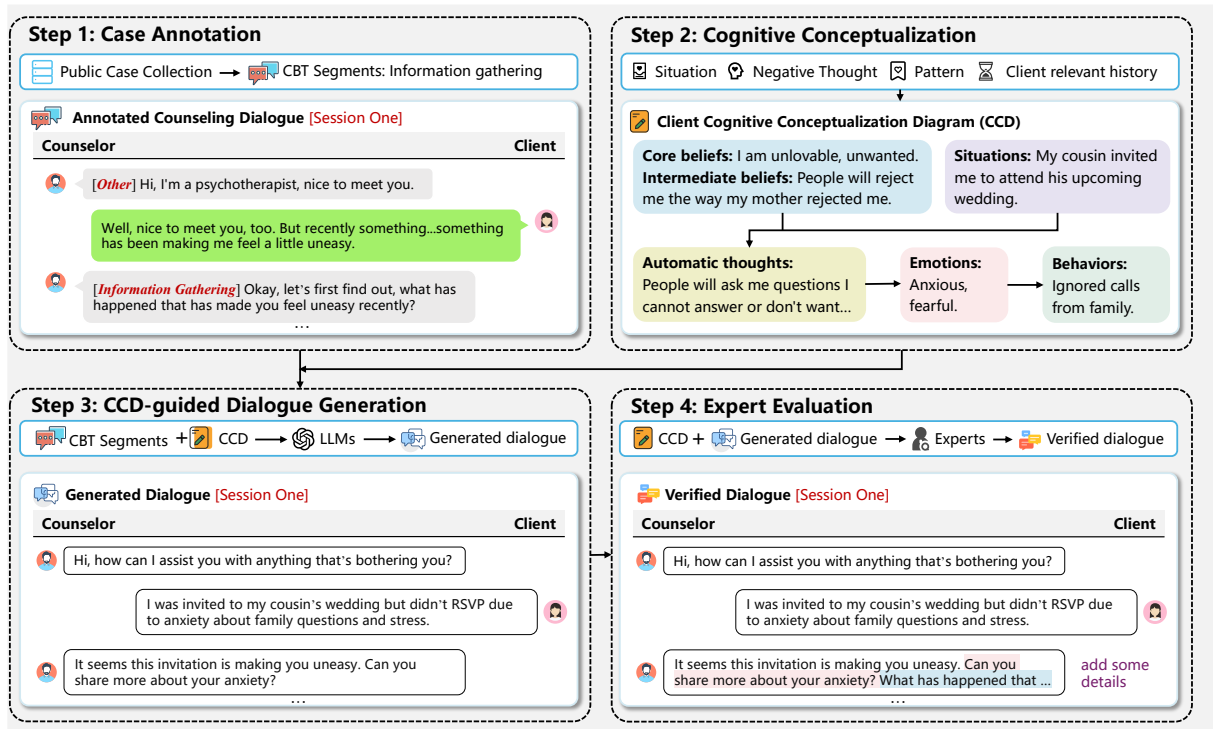 Step 1: Case Annotation
Public Case Collection
CBT Segments: Information gathering
Annotated Counseling Dialogue [Session One]
Counselor
Client
[Other] Hi, I'm a psychotherapist, nice to meet you.
Well, nice to meet you, too. But recently something...something
has been making me feel a little uneasy.
[Information Gathering] Okay, let's first find out, what has
happened that has made you feel uneasy recently?
...
Step 2: Cognitive Conceptualization
Situation
Negative Thought
Pattern
Client relevant history
Client Cognitive Conceptualization Diagram (CCD)
Core beliefs: I am unlovable, unwanted.
Intermediate beliefs: People will reject
me the way my mother rejected me.
Situations: My cousin invited
me to attend his upcoming
wedding.
Automatic thoughts:
People will ask me questions I
cannot answer or don't want...
Emotions:
Anxious,
fearful.
Behaviors:
Ignored calls
from family.
Step 3: CCD-guided Dialogue Generation
CBT Segments + CCD
LLMs
Generated dialogue
Generated Dialogue [Session One]
Counselor
Client
Hi, how can I assist you with anything that's bothering you?
I was invited to my cousin's wedding but didn't RSVP due
to anxiety about family questions and stress.
It seems this invitation is making you uneasy. Can you
share more about your anxiety?
...
Step 4: Expert Evaluation
CCD + Generated dialogue
Experts
Verified dialogue
Verified Dialogue [Session One]
Counselor
Client
Hi, how can I assist you with anything that's bothering you?
I was invited to my cousin's wedding but didn't RSVP due
to anxiety about family questions and stress.
It seems this invitation is making you uneasy. Can you
share more about your anxiety? What has happened that ...
add some
details
...